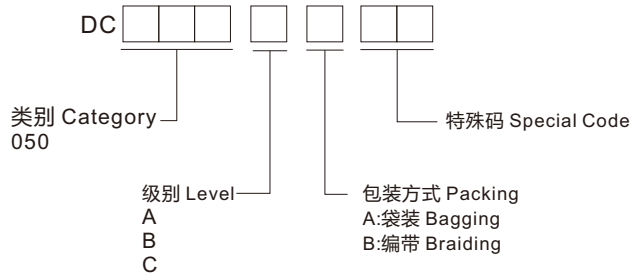 DC
类别 Category
050
特殊码 Special Code
级别 Level
A
B
C
包装方式 Packing
A:袋装 Bagging
B:编带 Braiding